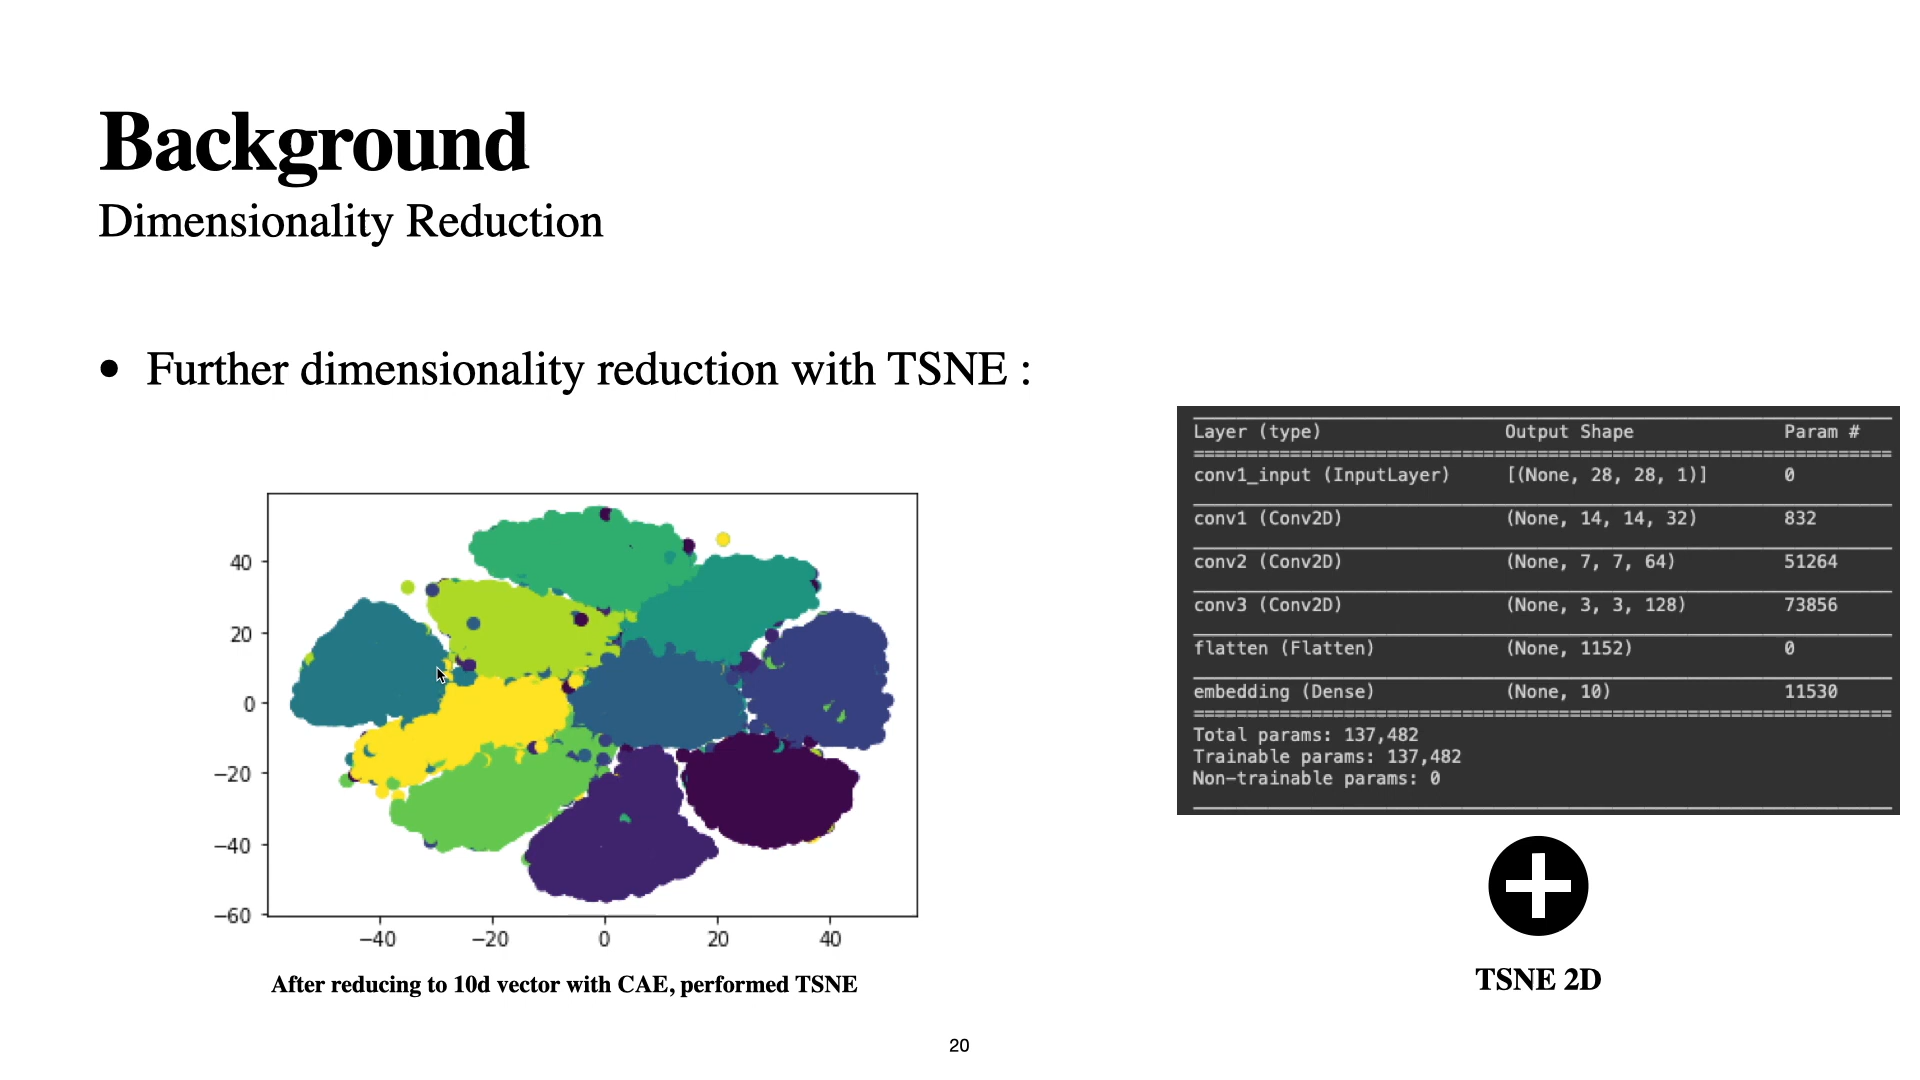 Background
Dimensionality Reduction
• Further dimensionality reduction with TSNE :
40
20
0
−20
−40
−60
−40 −20 0 20 40
After reducing to 10d vector with CAE, performed TSNE
Layer (type) Output Shape Param #
conv1_input (InputLayer) [(None, 28, 28, 1)] 0
conv1 (Conv2D) (None, 14, 14, 32) 832
conv2 (Conv2D) (None, 7, 7, 64) 51264
conv3 (Conv2D) (None, 3, 3, 128) 73856
flatten (Flatten) (None, 1152) 0
embedding (Dense) (None, 10) 11530
Total params: 137,482
Trainable params: 137,482
Non-trainable params: 0
TSNE 2D
20